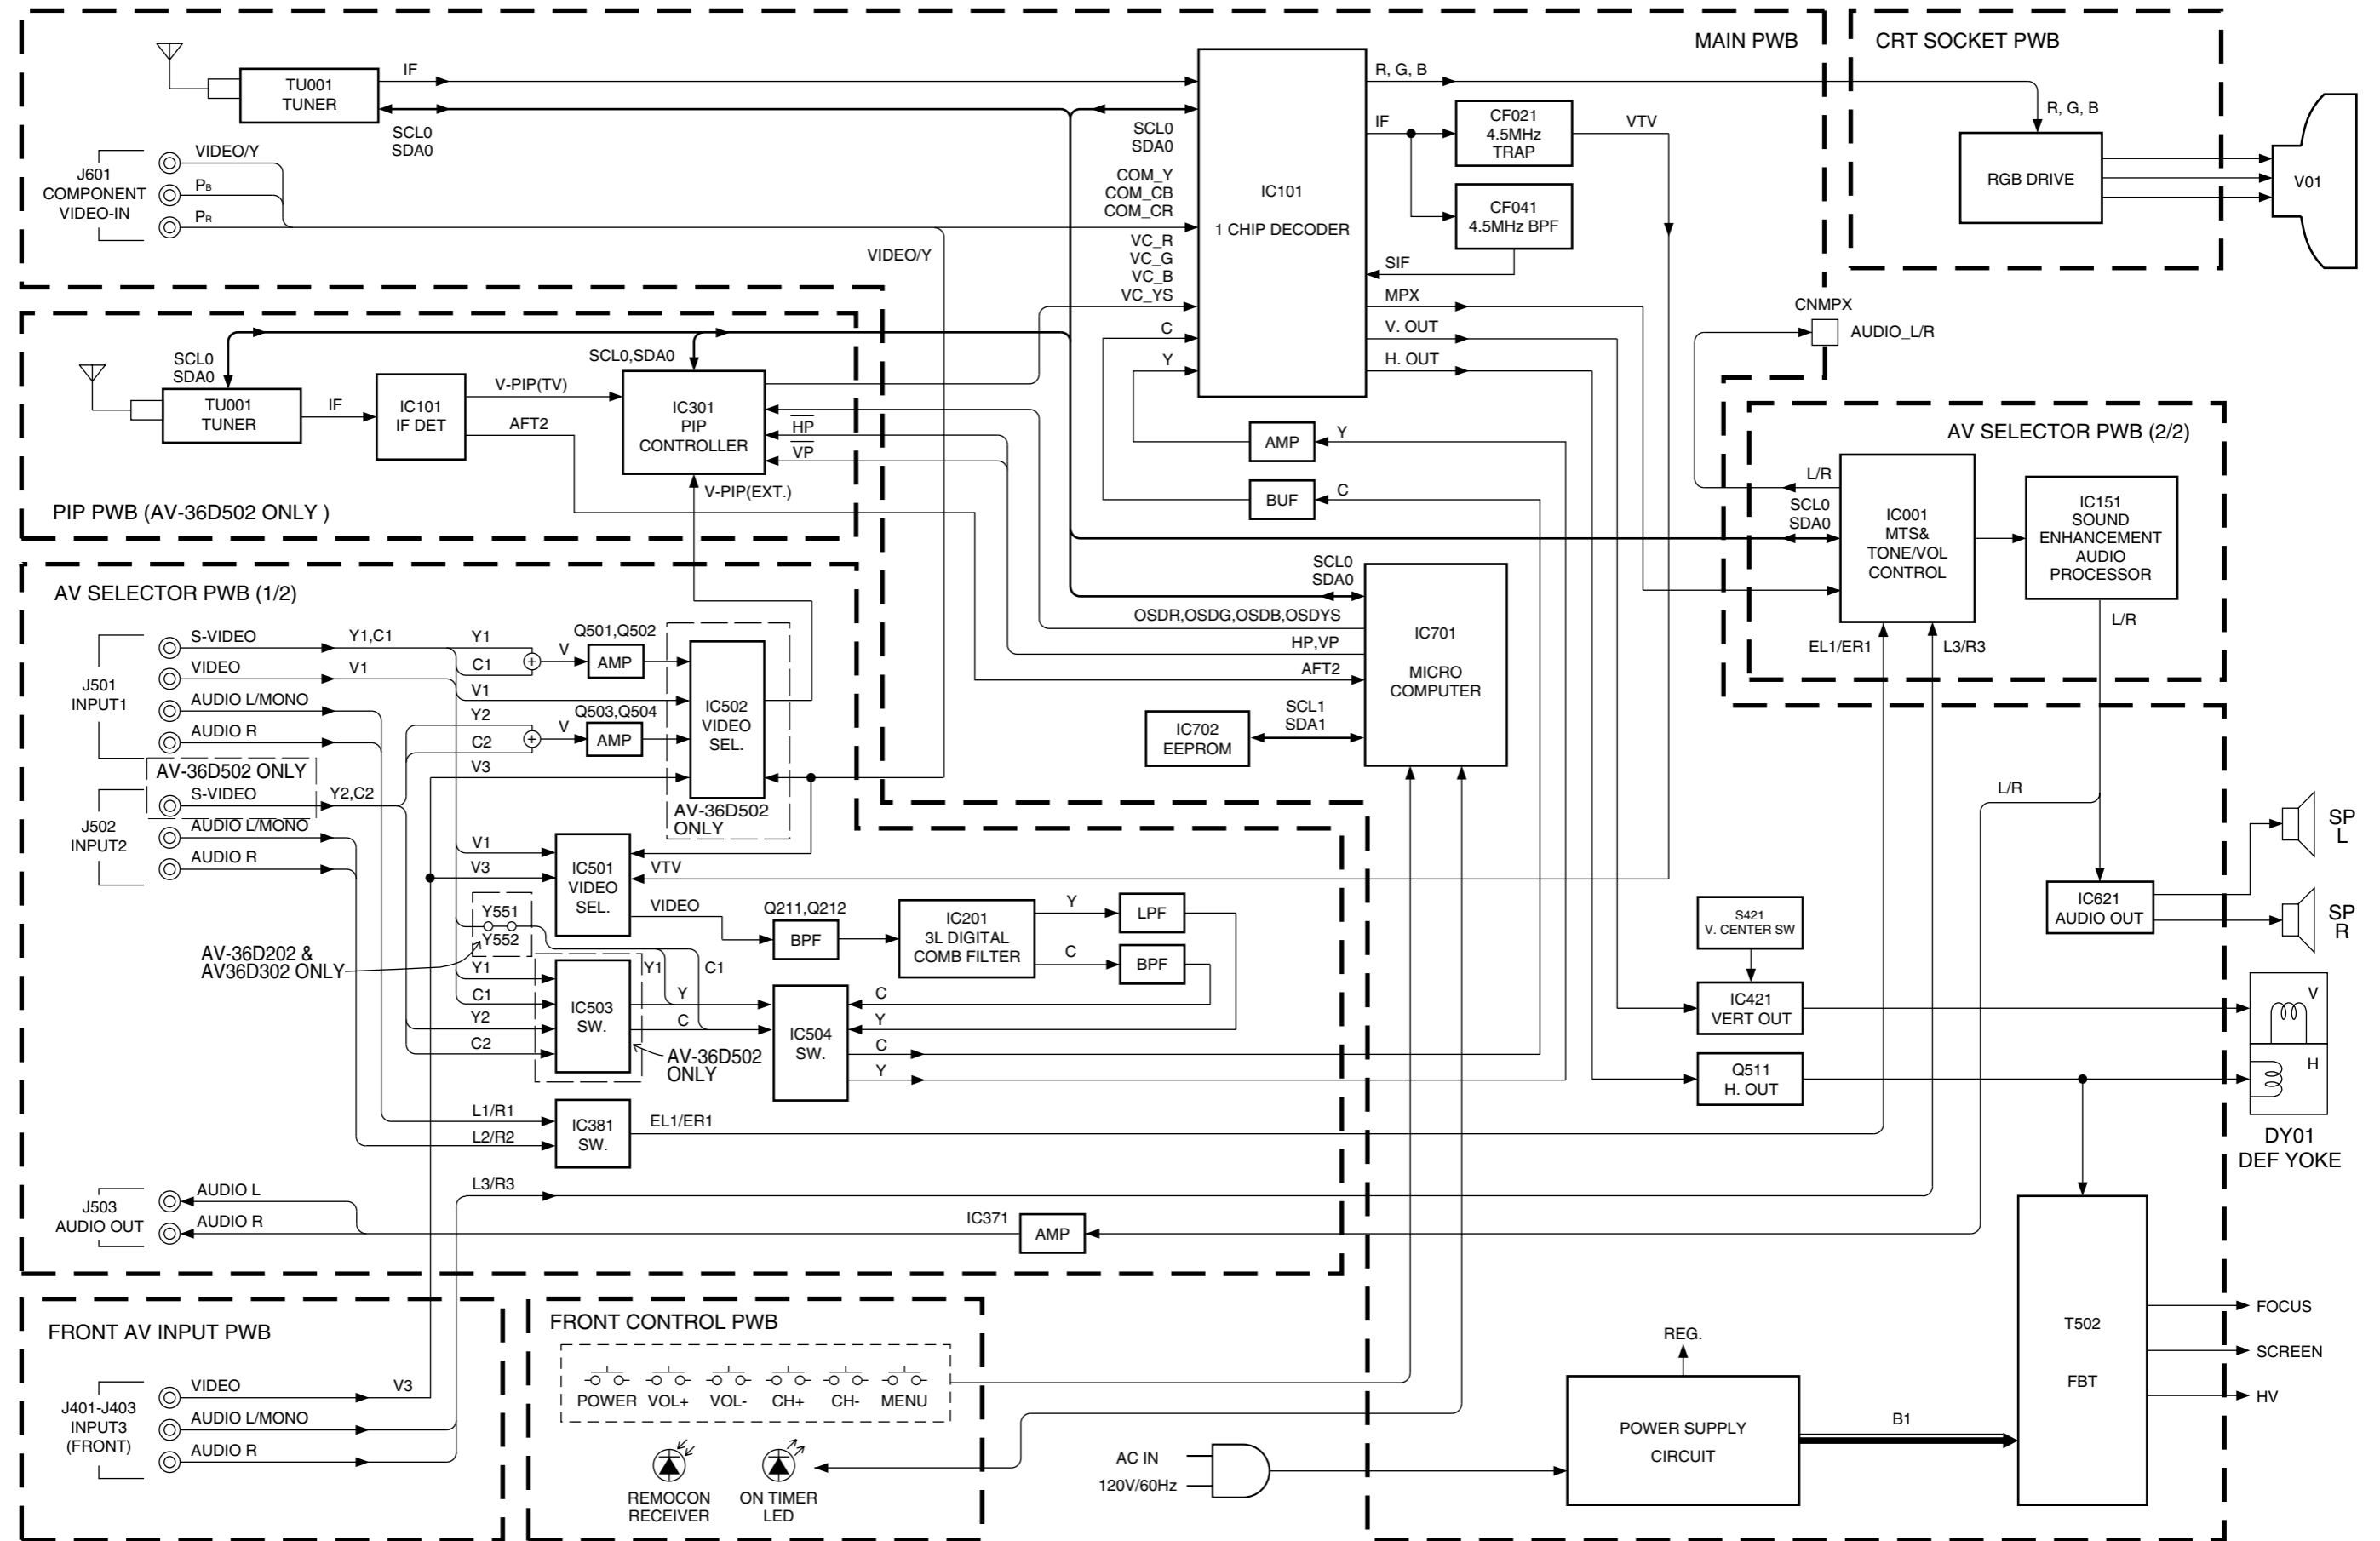 MAIN PWB
CRT SOCKET PWB
TU001
TUNER
IF
SCL0
SDA0
J601
COMPONENT
VIDEO-IN
VIDEO/Y
PB
PR
VIDEO/Y
SCL0
SDA0
COM_Y
COM_CB
COM_CR
VC_R
VC_G
VC_B
VC_YS
C
Y
IC101
1 CHIP DECODER
R, G, B
IF
CF021
4.5MHz
TRAP
VTV
CF041
4.5MHz BPF
SIF
MPX
V. OUT
H. OUT
R, G, B
RGB DRIVE
V01
CNMPX
AUDIO_L/R
SCL0
SDA0
TU001
TUNER
IF
IC101
IF DET
V-PIP(TV)
AFT2
SCL0,SDA0
IC301
PIP
CONTROLLER
HP
VP
V-PIP(EXT.)
PIP PWB (AV-36D502 ONLY )
AMP
Y
BUF
C
AV SELECTOR PWB (2/2)
L/R
SCL0
SDA0
IC001
MTS&
TONE/VOL
CONTROL
IC151
SOUND
ENHANCEMENT
AUDIO
PROCESSOR
L/R
EL1/ER1
L3/R3
AV SELECTOR PWB (1/2)
J501
INPUT1
S-VIDEO
VIDEO
AUDIO L/MONO
AUDIO R
Y1,C1
V1
Y1
C1
V1
Y2
C2
V3
V
Q501,Q502
AMP
V
Q503,Q504
AMP
IC502
VIDEO
SEL.
AV-36D502
ONLY
AV-36D502 ONLY
S-VIDEO
Y2,C2
J502
INPUT2
AUDIO L/MONO
AUDIO R
SCL0
SDA0
OSDR,OSDG,OSDB,OSDYS
HP,VP
AFT2
SCL1
SDA1
IC702
EEPROM
IC701
MICRO
COMPUTER
V1
V3
IC501
VIDEO
SEL.
VTV
VIDEO
Y551
Y552
AV-36D202 &
AV36D302 ONLY
Q211,Q212
BPF
IC201
3L DIGITAL
COMB FILTER
Y
C
LPF
BPF
Y1
C1
Y2
C2
IC503
SW.
Y1
C1
Y
C
AV-36D502
ONLY
IC504
SW.
C
Y
C
Y
L1/R1
L2/R2
IC381
SW.
EL1/ER1
L/R
SP
L
SP
R
IC621
AUDIO OUT
S421
V. CENTER SW
IC421
VERT OUT
Q511
H. OUT
V
H
DY01
DEF YOKE
J503
AUDIO OUT
AUDIO L
AUDIO R
L3/R3
IC371
AMP
FRONT AV INPUT PWB
J401-J403
INPUT3
(FRONT)
VIDEO
V3
AUDIO L/MONO
AUDIO R
FRONT CONTROL PWB
POWER
VOL+
VOL-
CH+
CH-
MENU
REMOCON
RECEIVER
ON TIMER
LED
AC IN
120V/60Hz
REG.
POWER SUPPLY
CIRCUIT
B1
T502
FBT
FOCUS
SCREEN
HV